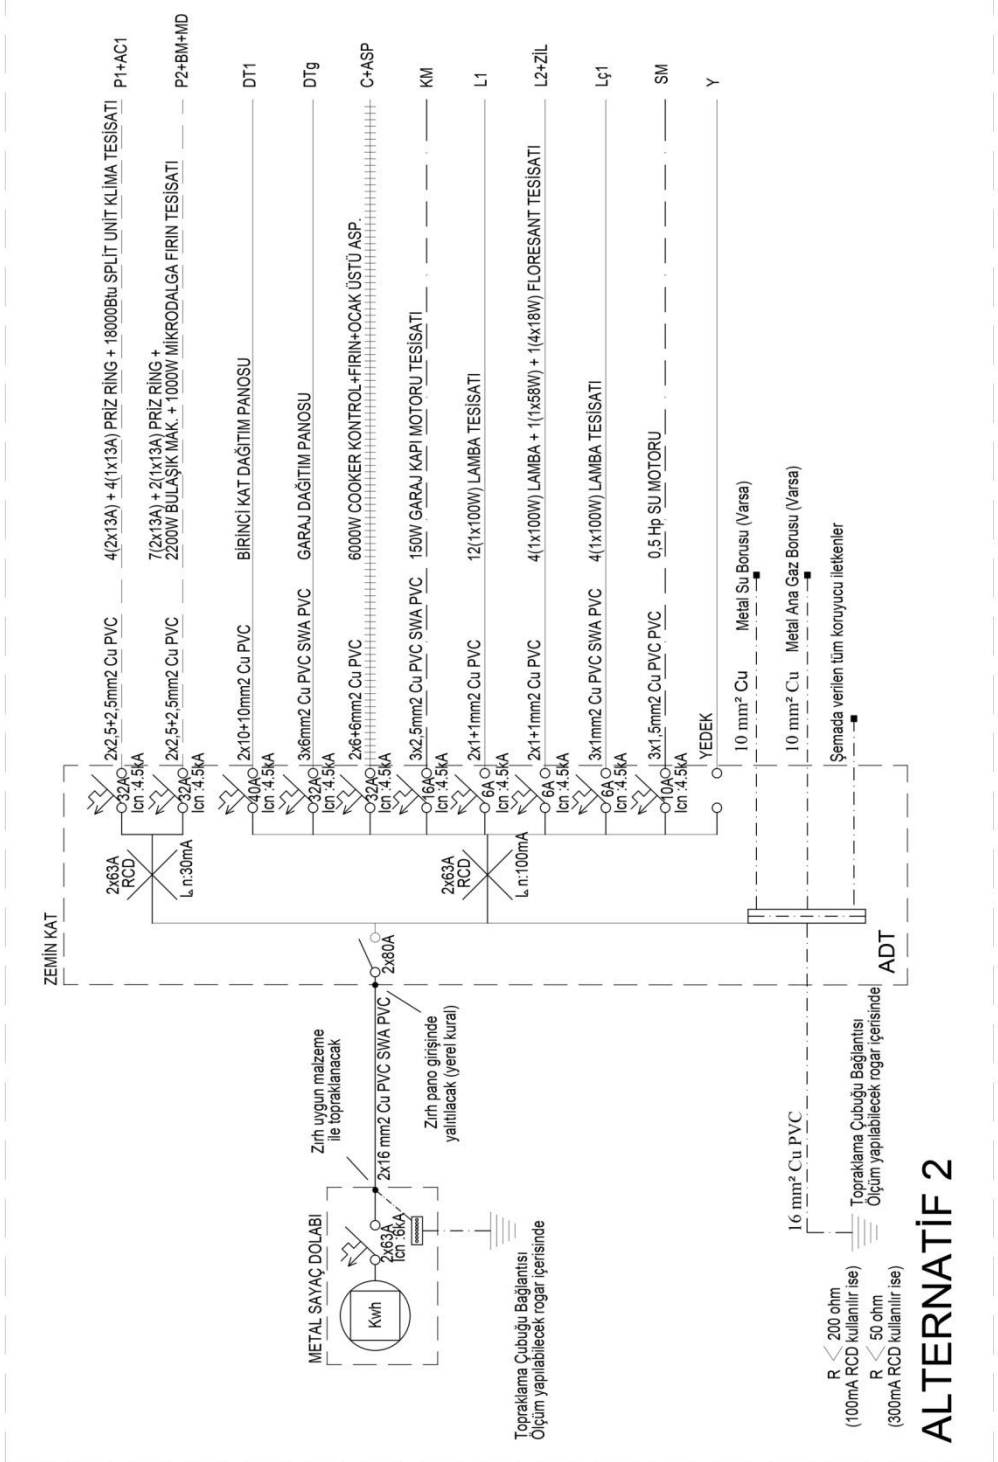 P1+AC1
P2+BM+MD
DT1
DTg
C+ASP
KM
L1
L2+ZİL
Lç1
SM
Y
4(2x13A) + 4(1x13A) PRİZ RİNG + 18000Btu SPLİT UNİT KLİMA TESİSATI
7(2x13A) + 2(1x13A) PRİZ RİNG +
2200W BULAŞIK MAK. + 1000W MİKRODALGA FIRIN TESİSATI
BİRİNCİ KAT DAĞITIM PANOSU
GARAJ DAĞITIM PANOSU
6000W COOKER KONTROL+FIRIN+OCAK ÜSTÜ ASP.
150W GARAJ KAPI MOTORU TESİSATI
12(1x100W) LAMBA TESİSATI
4(1x100W) LAMBA + 1(1x58W) + 1(4x18W) FLORESANT TESİSATI
4(1x100W) LAMBA TESİSATI
0,5 Hp SU MOTORU
2x2,5+2,5mm2 Cu PVC
2x2,5+2,5mm2 Cu PVC
2x10+10mm2 Cu PVC
3x6mm2 Cu PVC SWA PVC
2x6+6mm2 Cu PVC
3x2,5mm2 Cu PVC SWA PVC
2x1+1mm2 Cu PVC
2x1+1mm2 Cu PVC
3x1mm2 Cu PVC SWA PVC
3x1,5mm2 Cu PVC PVC
YEDEK
32A
Icn :4.5kA
32A
Icn :4.5kA
40A
Icn :4.5kA
32A
Icn :4.5kA
32A
Icn :4.5kA
16A
Icn :4.5kA
6A
Icn :4.5kA
6A
Icn :4.5kA
6A
Icn :4.5kA
10A
Icn :4.5kA
10 mm² Cu
Metal Su Borusu (Varsa)
10 mm² Cu
Metal Ana Gaz Borusu (Varsa)
Şemada verilen tüm koruyucu iletkenler
2x63A
RCD
n:30mA
2x63A
RCD
n:100mA
ZEMİN KAT
2x80A
ADT
Zırh uygun malzeme
ile topraklanacak
2x16 mm2 Cu PVC SWA PVC
Zırh pano girişinde
yalıtılacak (yerel kural)
METAL SAYAÇ DOLABI
Kwh
2x63A
Icn :6kA
Topraklama Çubuğu Bağlantısı
Ölçüm yapılabilecek rogar içerisinde
16 mm² Cu PVC
Topraklama Çubuğu Bağlantısı
Ölçüm yapılabilecek rogar içerisinde
R < 200 ohm
(100mA RCD kullanılır ise)
R < 50 ohm
(300mA RCD kullanılır ise)
ALTERNATİF 2